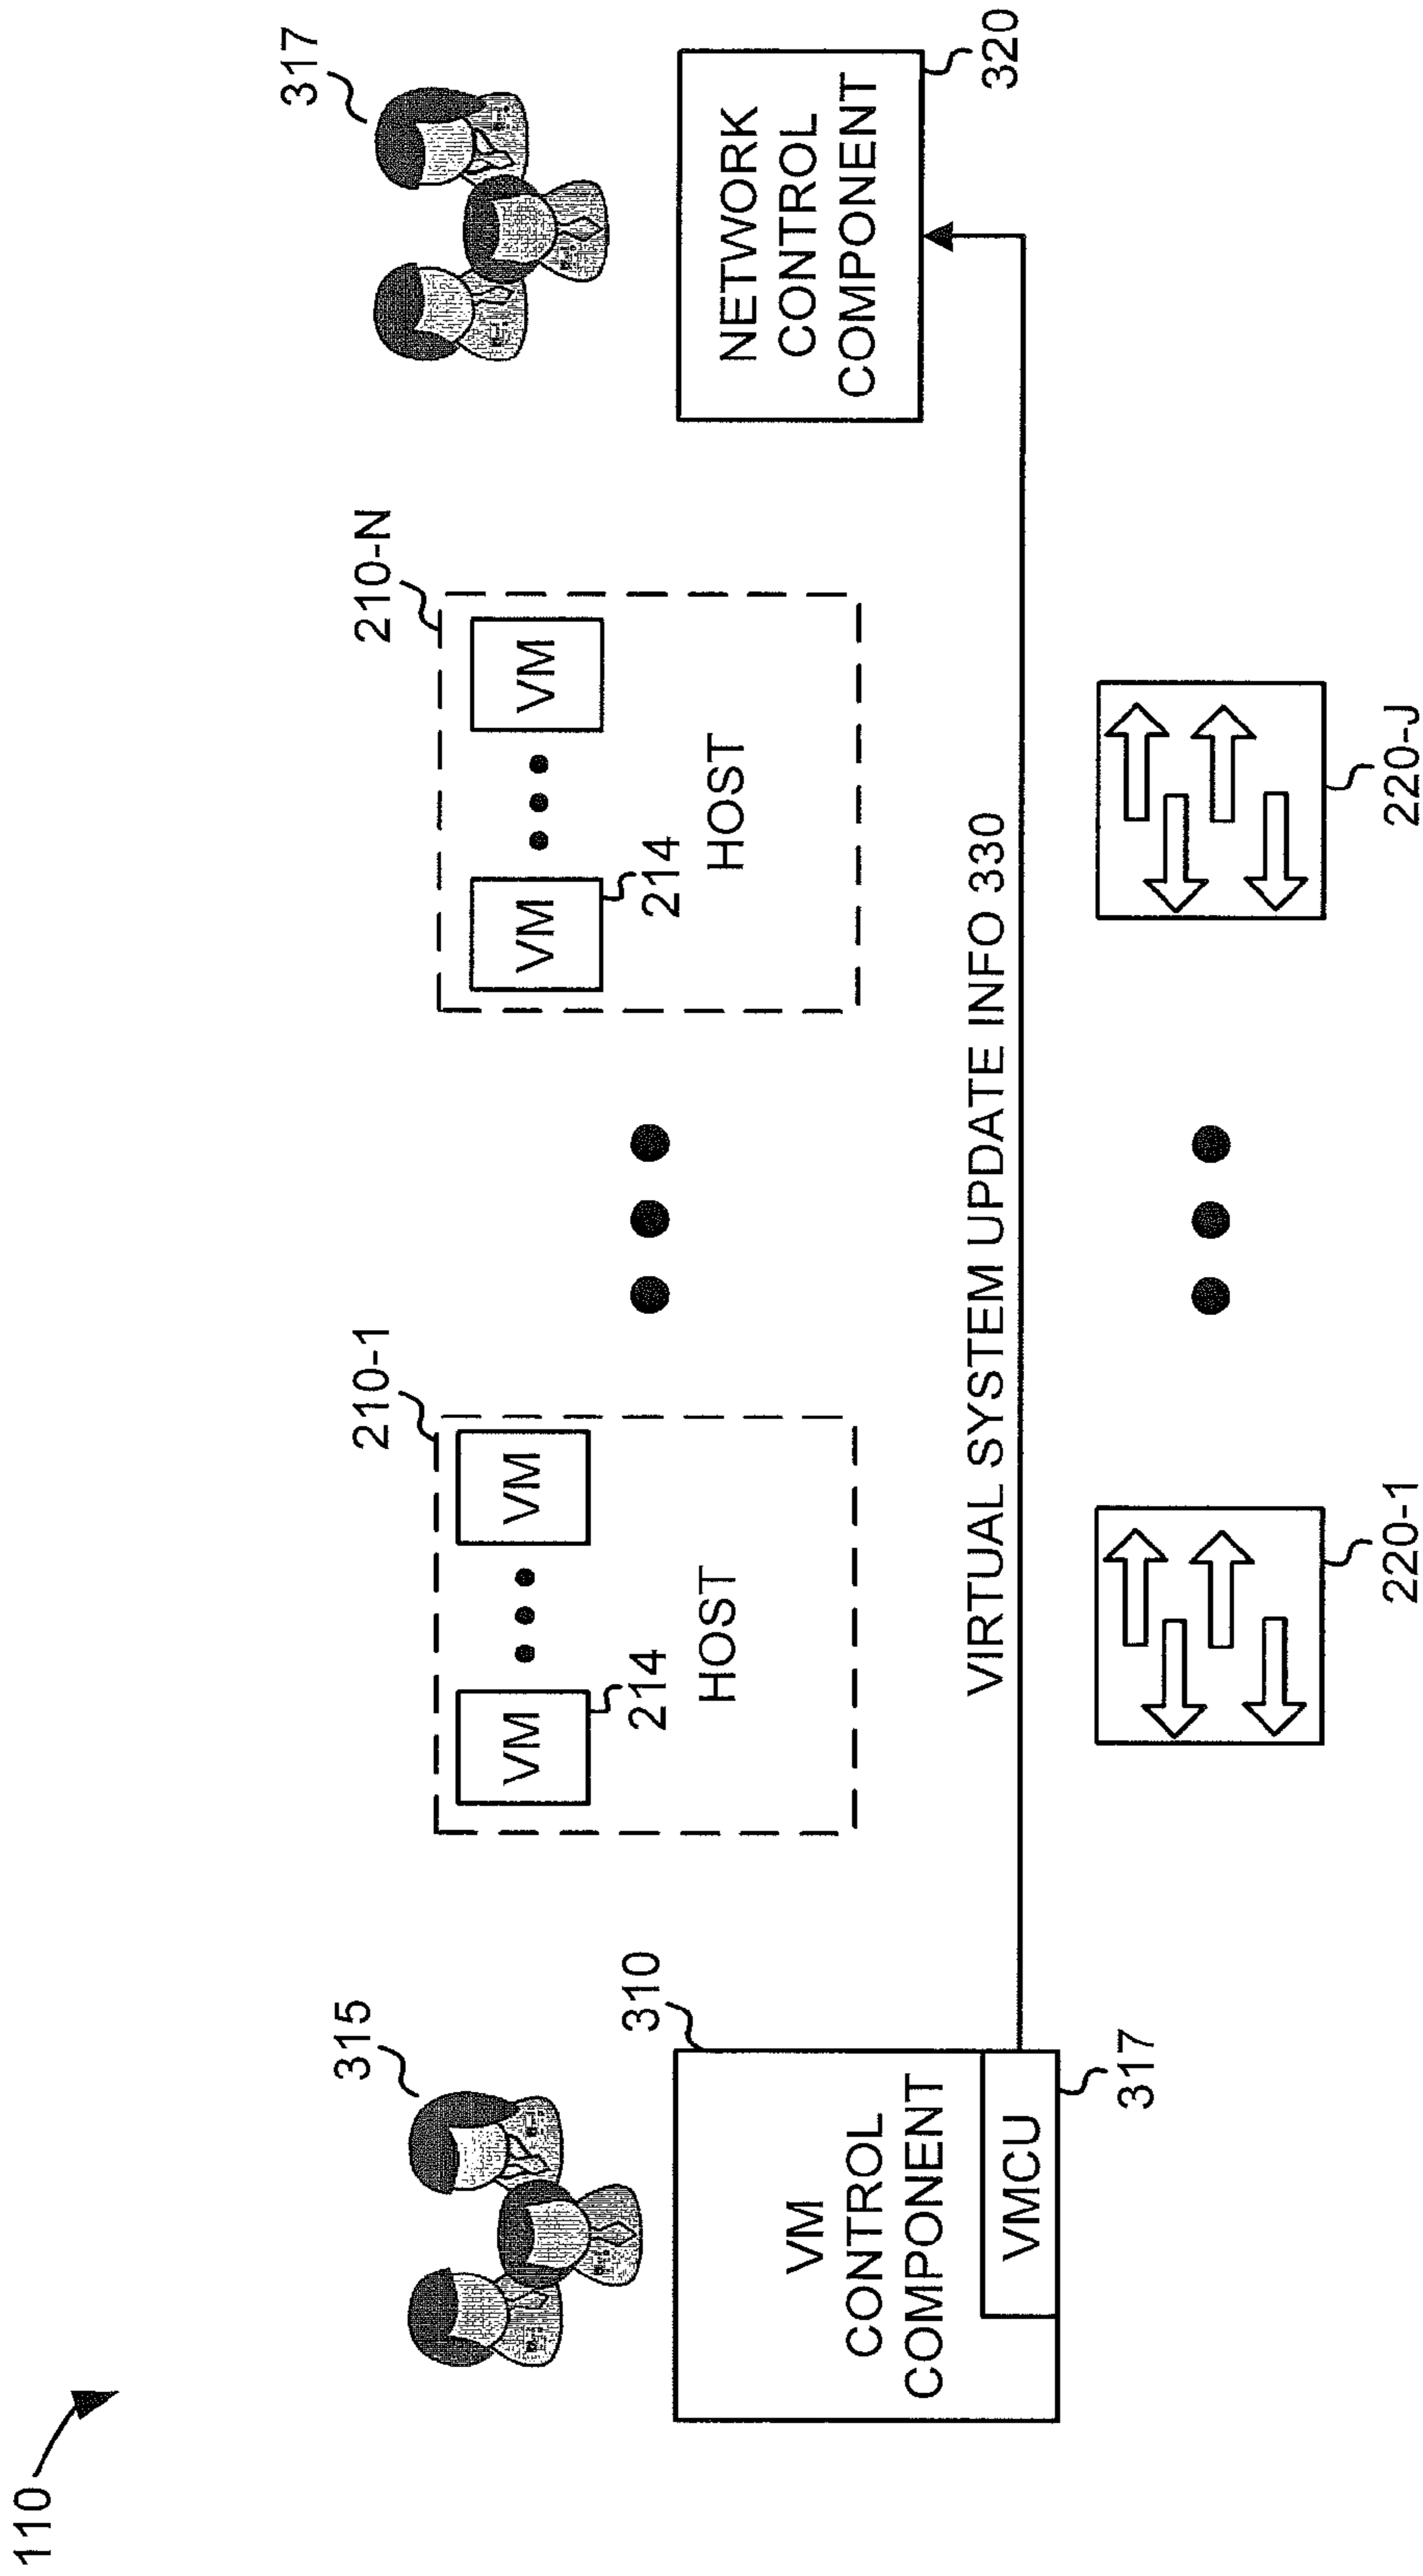 110
315
317
210-1
210-N
310
VM
CONTROL
COMPONENT
VMCU
317
VM
VM
214
HOST
VM
VM
214
HOST
NETWORK
CONTROL
COMPONENT
320
VIRTUAL SYSTEM UPDATE INFO 330
220-1
220-J